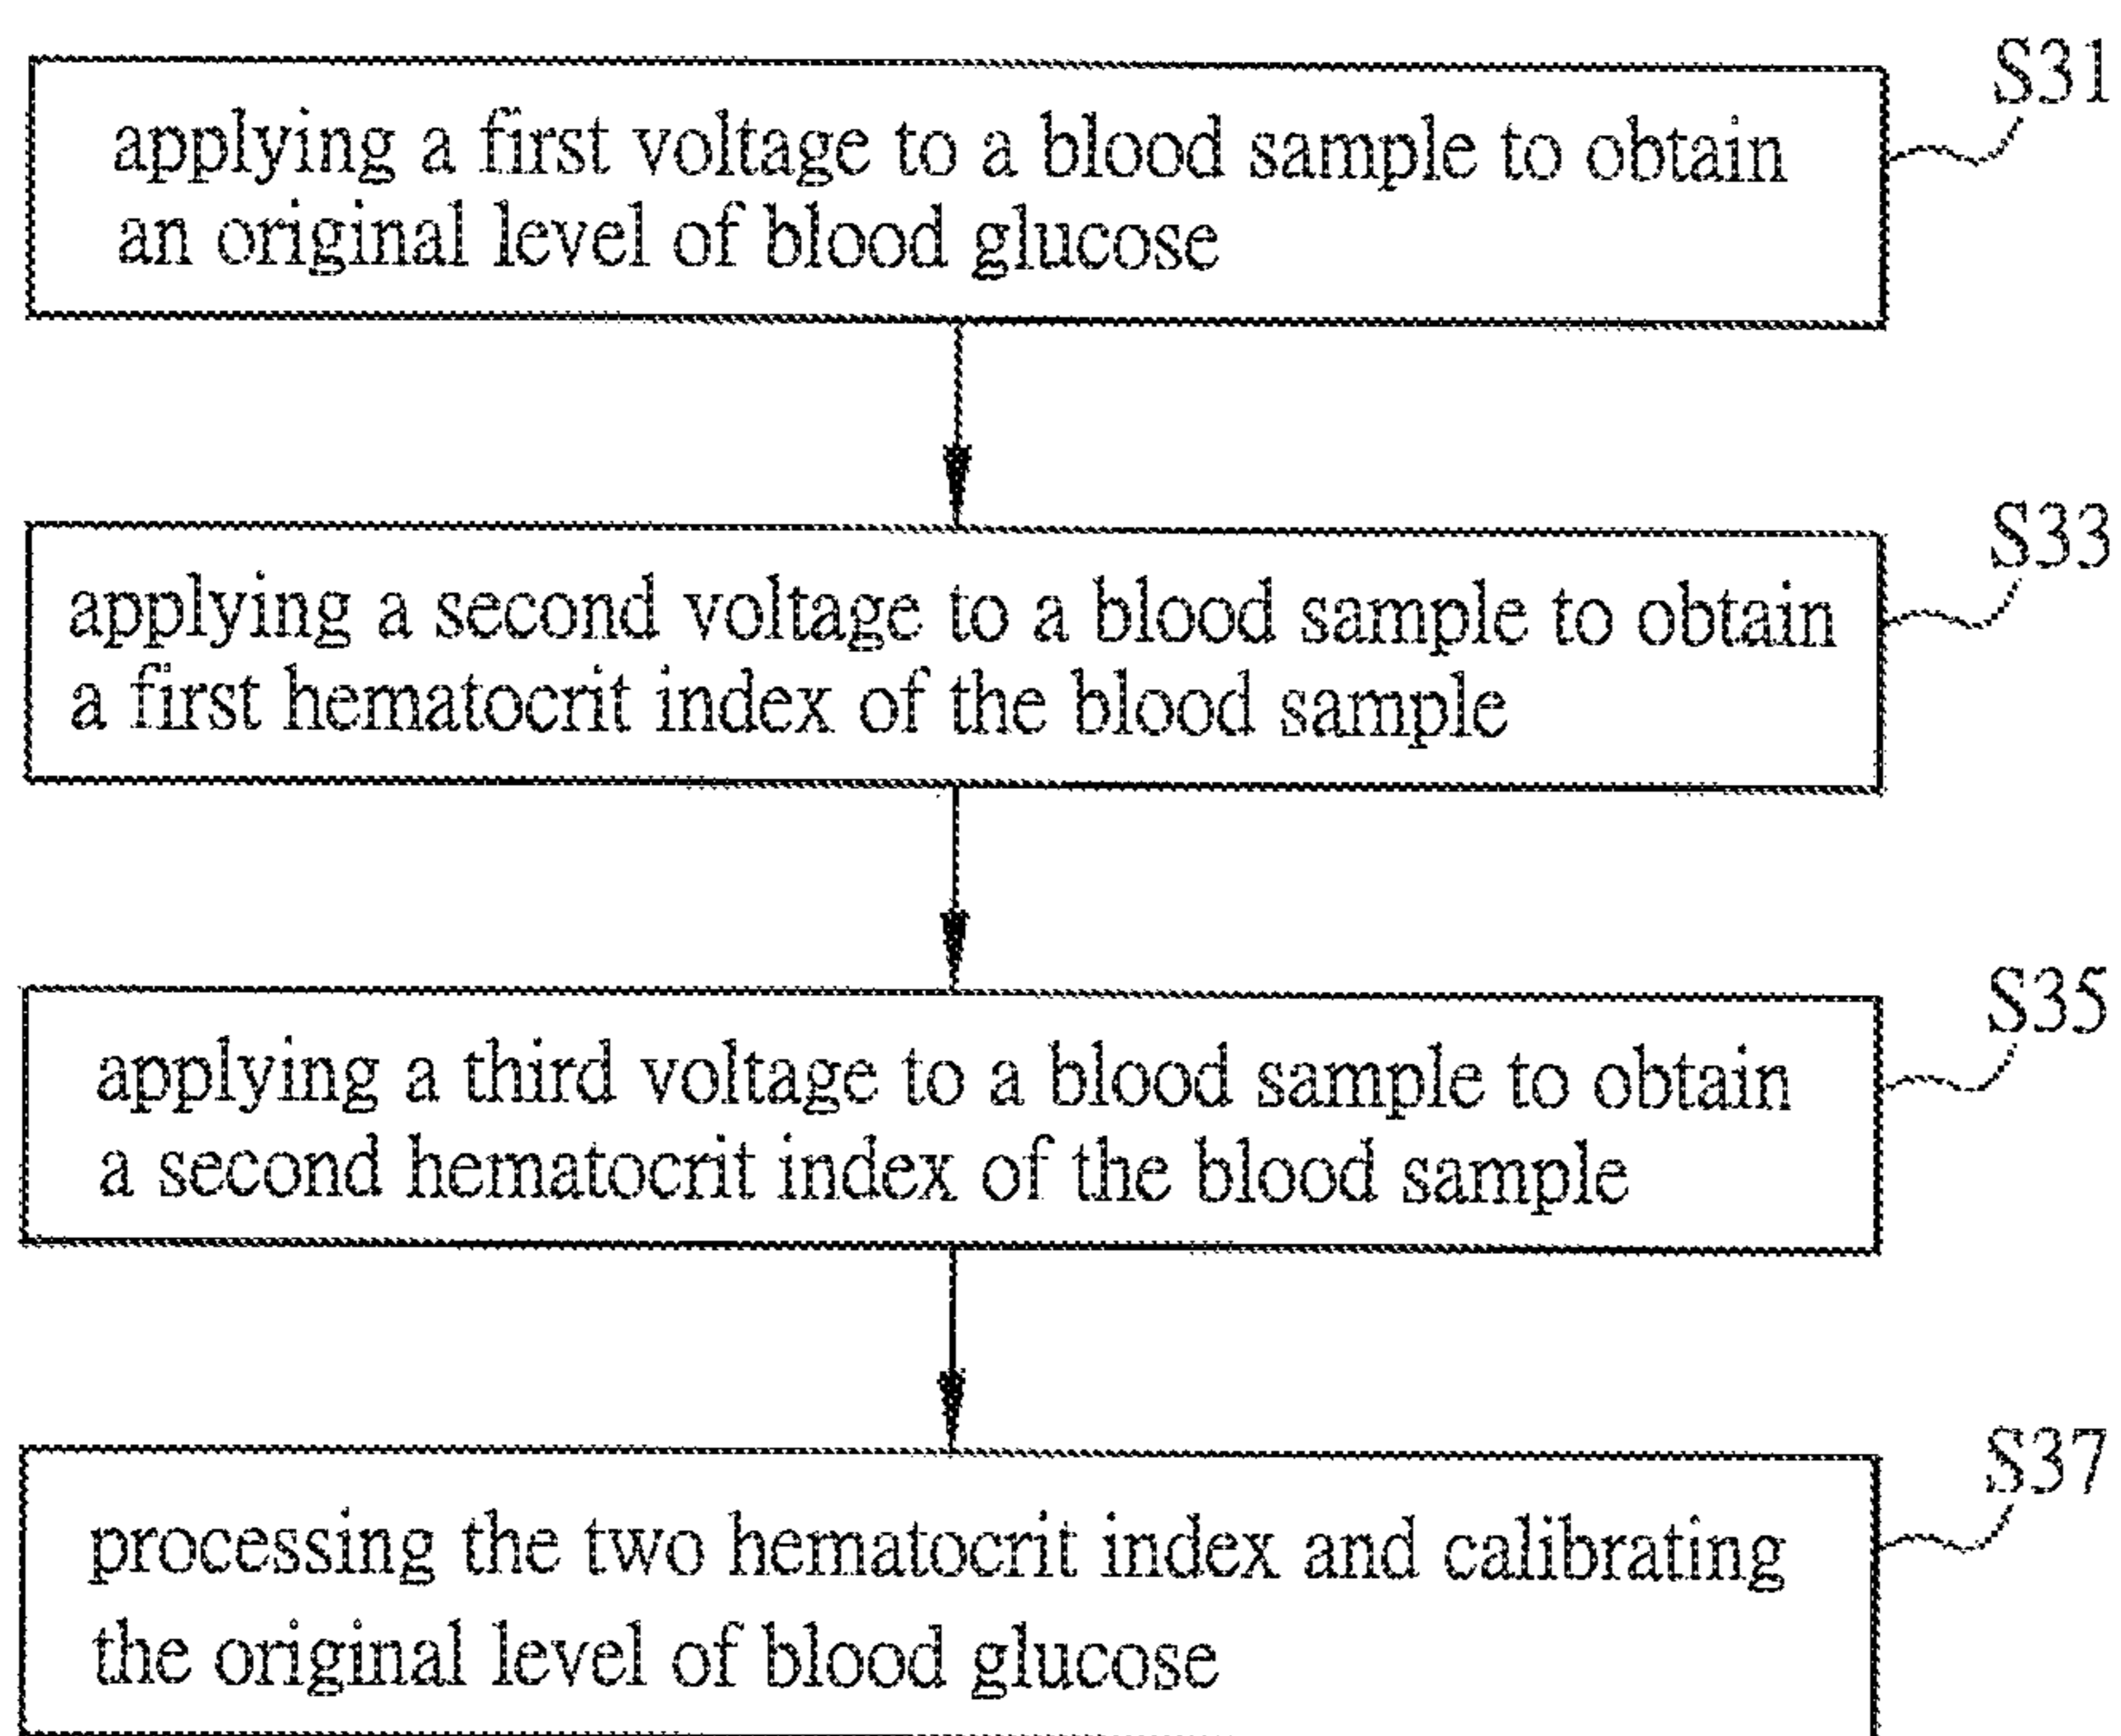 S31
applying a first voltage to a blood sample to obtain
an original level of blood glucose
S33
applying a second voltage to a blood sample to obtain
a first hematocrit index of the blood sample
S35
applying a third voltage to a blood sample to obtain
a second hematocrit index of the blood sample
S37
processing the two hematocrit index and calibrating
the original level of blood glucose